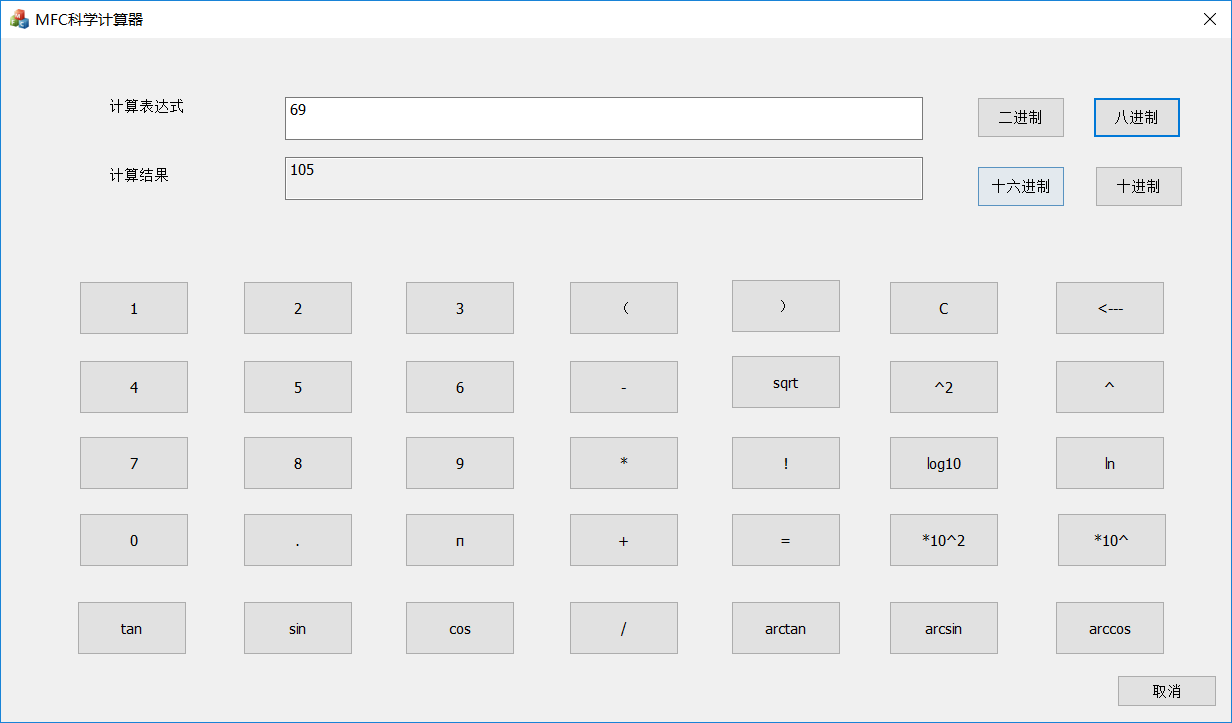 MFC科学计算器
计算表达式
69
二进制
八进制
计算结果
105
十六进制
十进制
1
2
3
（
）
C
<---
4
5
6
-
sqrt
^2
^
7
8
9
*
!
log10
ln
0
.
п
+
=
*10^2
*10^
tan
sin
cos
/
arctan
arcsin
arccos
取消